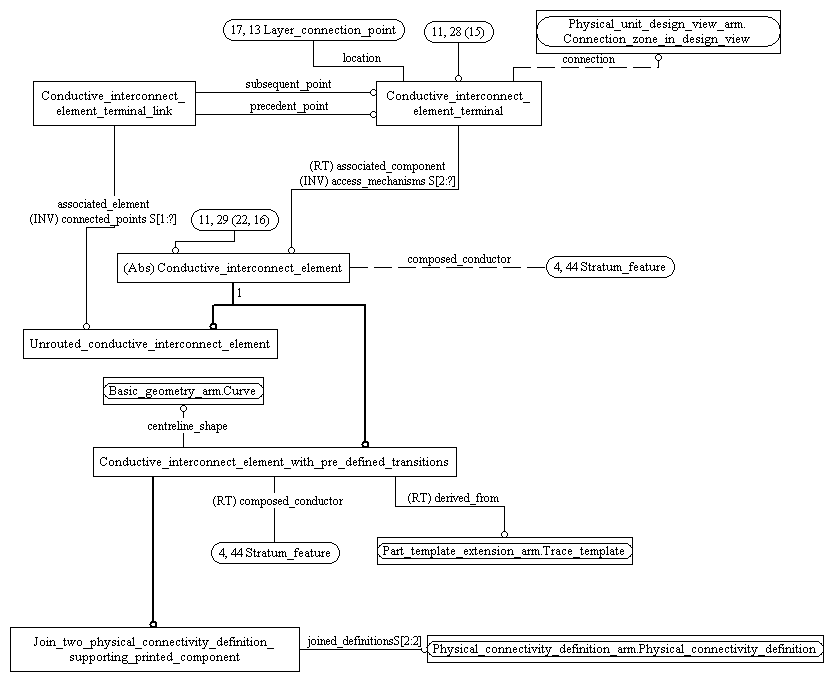 17, 13 Layer_connection_point
11, 28 (15)
Physical_unit_design_view_arm.
Connection_zone_in_design_view
location
connection
Conductive_interconnect_
element_terminal_link
subsequent_point
precedent_point
Conductive_interconnect_
element_terminal
(RT) associated_component
(INV) access_mechanisms S[2:?]
associated_element
(INV) connected_points S[1:?]
11, 29 (22, 16)
(Abs) Conductive_interconnect_element
composed_conductor
4, 44 Stratum_feature
1
Unrouted_conductive_interconnect_element
Basic_geometry_arm.Curve
centreline_shape
Conductive_interconnect_element_with_pre_defined_transitions
(RT) composed_conductor
(RT) derived_from
4, 44 Stratum_feature
Part_template_extension_arm.Trace_template
Join_two_physical_connectivity_definition_
supporting_printed_component
joined_definitionsS[2:2]
Physical_connectivity_definition_arm.Physical_connectivity_definition